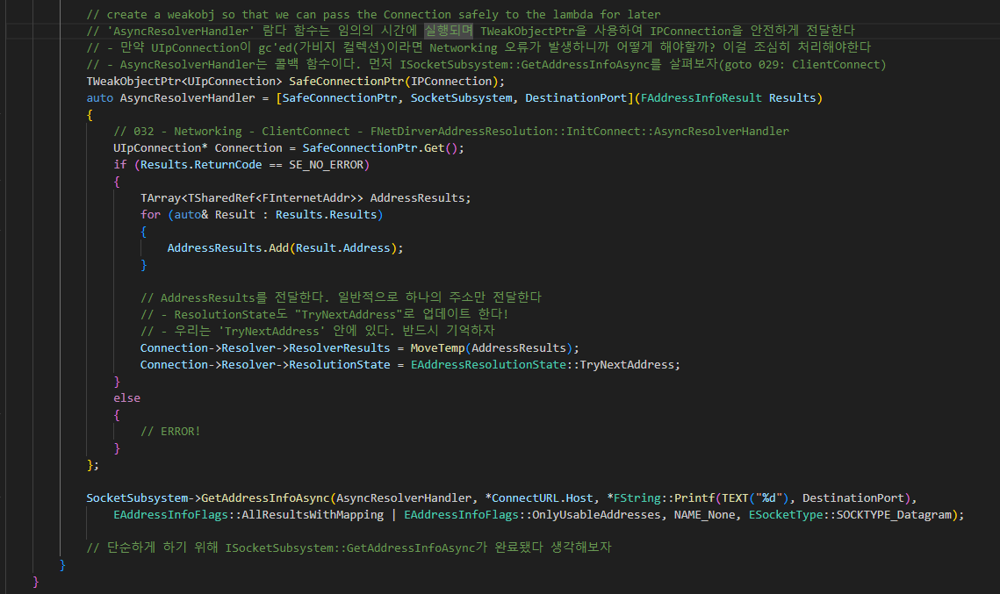 // create a weakobj so that we can pass the Connection safely to the lambda for later
// 'AsyncResolverHandler' 람다 함수는 임의의 시간에 실행되며 TWeakObjectPtr을 사용하여 IPConnection을 안전하게 전달한다
// - 만약 UIpConnection이 gc'ed(가비지 컬렉션)이라면 Networking 오류가 발생하니까 어떻게 해야할까? 이걸 조심히 처리해야한다
// - AsyncResolverHandler는 콜백 함수이다. 먼저 ISocketSubsystem::GetAddressInfoAsync를 살펴보자(goto 029: ClientConnect)
TWeakObjectPtr<UIpConnection> SafeConnectionPtr(IPConnection);
auto AsyncResolverHandler = [SafeConnectionPtr, SocketSubsystem, DestinationPort](FAddressInfoResult Results)
{
// 032 - Networking - ClientConnect - FNetDirverAddressResolution::InitConnect::AsyncResolverHandler
UIpConnection* Connection = SafeConnectionPtr.Get();
if (Results.ReturnCode == SE_NO_ERROR)
{
TArray<TSharedRef<FInternetAddr>> AddressResults;
for (auto& Result : Results.Results)
{
AddressResults.Add(Result.Address);
}
// AddressResults를 전달한다. 일반적으로 하나의 주소만 전달한다
// - ResolutionState도 "TryNextAddress"로 업데이트 한다!
// - 우리는 'TryNextAddress' 안에 있다. 반드시 기억하자
Connection->Resolver->ResolverResults = MoveTemp(AddressResults);
Connection->Resolver->ResolutionState = EAddressResolutionState::TryNextAddress;
}
else
{
// ERROR!
}
};
SocketSubsystem->GetAddressInfoAsync(AsyncResolverHandler, *ConnectURL.Host, *FString::Printf(TEXT("%d"), DestinationPort),
EAddressInfoFlags::AllResultsWithMapping | EAddressInfoFlags::OnlyUsableAddresses, NAME_None, ESocketType::SOCKTYPE_Datagram);
// 단순하게 하기 위해 ISocketSubsystem::GetAddressInfoAsync가 완료됐다 생각해보자
}
}